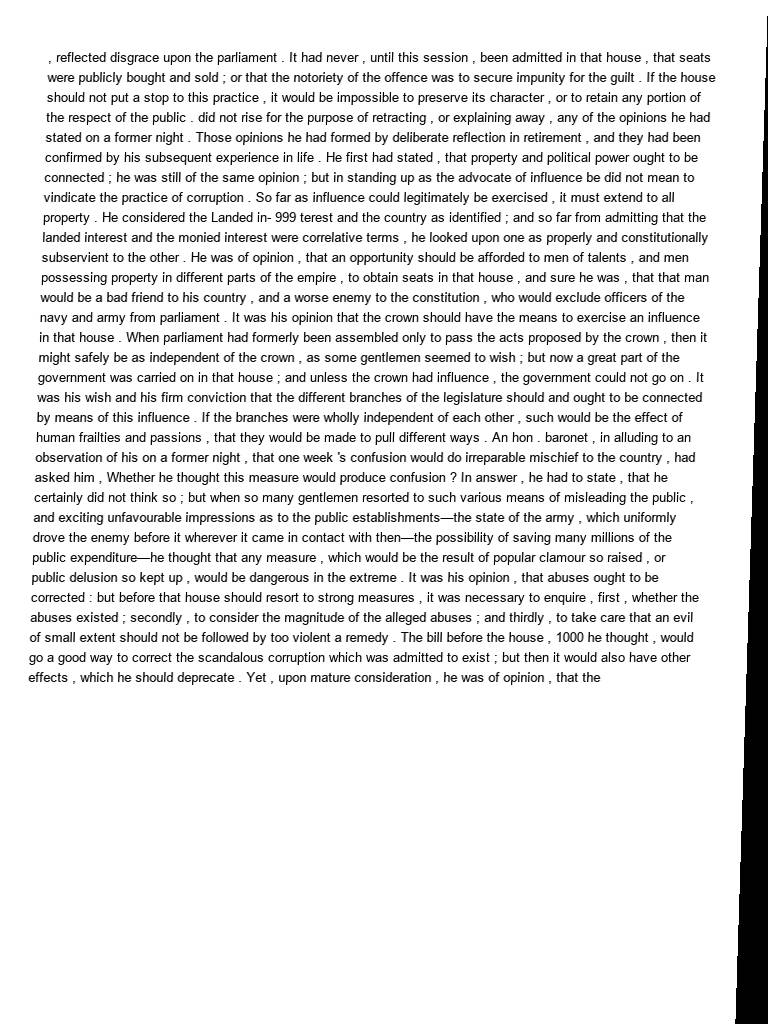 , reflected disgrace upon the parliament . It had never , until this session , been admitted in that house , that seats
were publicly bought and sold ; or that the notoriety of the offence was to secure impunity for the guilt . If the house
should not put a stop to this practice , it would be impossible to preserve its character , or to retain any portion of
the respect of the public . did not rise for the purpose of retracting , or explaining away , any of the opinions he had
stated on a former night . Those opinions he had formed by deliberate reflection in retirement , and they had been
confirmed by his subsequent experience in life . He first had stated , that property and political power ought to be
connected ; he was still of the same opinion ; but in standing up as the advocate of influence be did not mean to
vindicate the practice of corruption . So far as influence could legitimately be exercised , it must extend to all
property . He considered the Landed in- 999 terest and the country as identified ; and so far from admitting that the
landed interest and the monied interest were correlative terms , he looked upon one as properly and constitutionally
subservient to the other . He was of opinion , that an opportunity should be afforded to men of talents , and men
possessing property in different parts of the empire , to obtain seats in that house , and sure he was , that that man
would be a bad friend to his country , and a worse enemy to the constitution , who would exclude officers of the
navy and army from parliament . It was his opinion that the crown should have the means to exercise an influence
in that house . When parliament had formerly been assembled only to pass the acts proposed by the crown , then it
might safely be as independent of the crown , as some gentlemen seemed to wish ; but now a great part of the
government was carried on in that house ; and unless the crown had influence , the government could not go on . It
was his wish and his firm conviction that the different branches of the legislature should and ought to be connected
by means of this influence . If the branches were wholly independent of each other , such would be the effect of
human frailties and passions , that they would be made to pull different ways . An hon . baronet , in alluding to an
observation of his on a former night , that one week 's confusion would do irreparable mischief to the country , had
asked him , Whether he thought this measure would produce confusion ? In answer , he had to state , that he
certainly did not think so ; but when so many gentlemen resorted to such various means of misleading the public ,
and exciting unfavourable impressions as to the public establishments—the state of the army , which uniformly
drove the enemy before it wherever it came in contact with then—the possibility of saving many millions of the
public expenditure—he thought that any measure , which would be the result of popular clamour so raised , or
public delusion so kept up , would be dangerous in the extreme . It was his opinion , that abuses ought to be
corrected : but before that house should resort to strong measures , it was necessary to enquire , first , whether the
abuses existed ; secondly , to consider the magnitude of the alleged abuses ; and thirdly , to take care that an evil
of small extent should not be followed by too violent a remedy . The bill before the house , 1000 he thought , would
go a good way to correct the scandalous corruption which was admitted to exist ; but then it would also have other
effects , which he should deprecate . Yet , upon mature consideration , he was of opinion , that the